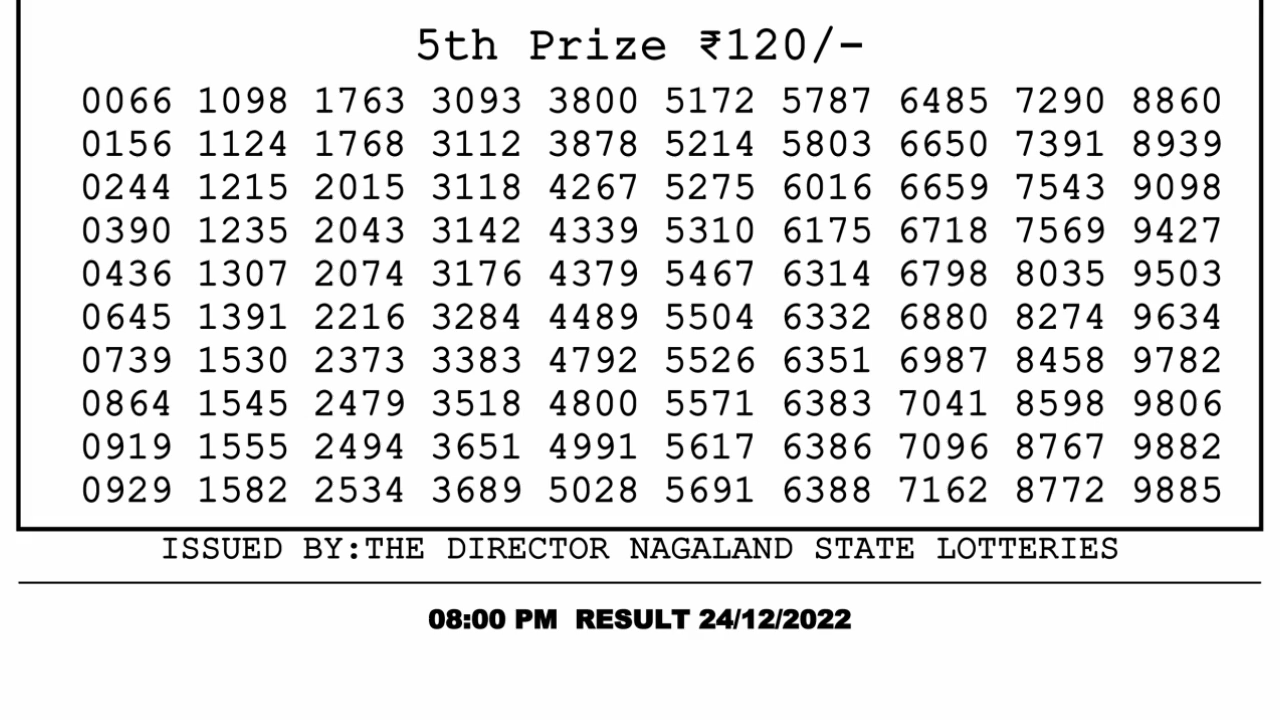 5th Prize ₹120/-
0066 1098 1763 3093 3800 5172 5787 6485 7290 8860
0156 1124 1768 3112 3878 5214 5803 6650 7391 8939
0244 1215 2015 3118 4267 5275 6016 6659 7543 9098
0390 1235 2043 3142 4339 5310 6175 6718 7569 9427
0436 1307 2074 3176 4379 5467 6314 6798 8035 9503
0645 1391 2216 3284 4489 5504 6332 6880 8274 9634
0739 1530 2373 3383 4792 5526 6351 6987 8458 9782
0864 1545 2479 3518 4800 5571 6383 7041 8598 9806
0919 1555 2494 3651 4991 5617 6386 7096 8767 9882
0929 1582 2534 3689 5028 5691 6388 7162 8772 9885
ISSUED BY:THE DIRECTOR NAGALAND STATE LOTTERIES
08:00 PM RESULT 24/12/2022